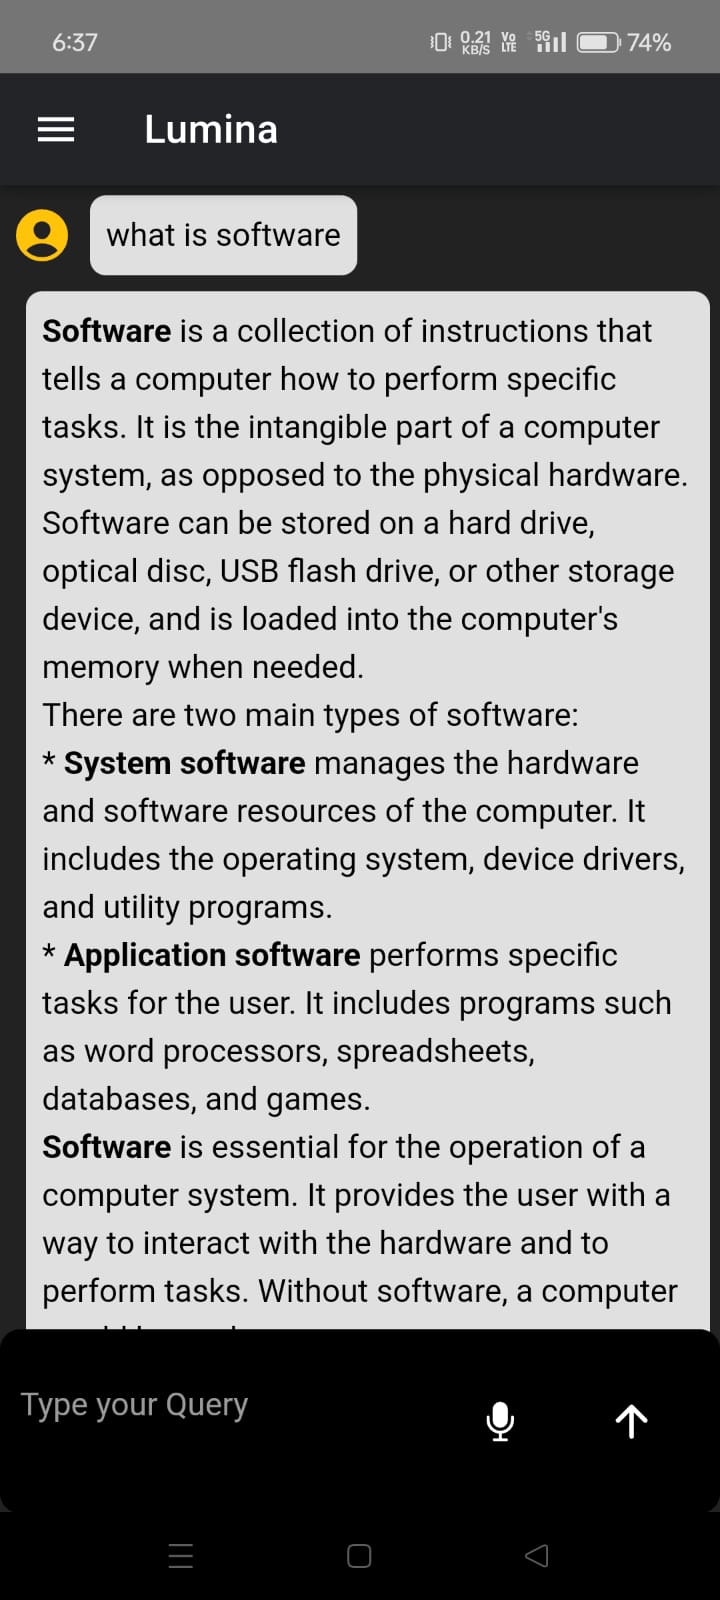 6:37
0.21 KB/S Vo LTE 5G 74%
Lumina
what is software
Software is a collection of instructions that
tells a computer how to perform specific
tasks. It is the intangible part of a computer
system, as opposed to the physical hardware.
Software can be stored on a hard drive,
optical disc, USB flash drive, or other storage
device, and is loaded into the computer's
memory when needed.
There are two main types of software:
* System software manages the hardware
and software resources of the computer. It
includes the operating system, device drivers,
and utility programs.
* Application software performs specific
tasks for the user. It includes programs such
as word processors, spreadsheets,
databases, and games.
Software is essential for the operation of a
computer system. It provides the user with a
way to interact with the hardware and to
perform tasks. Without software, a computer
Type your Query